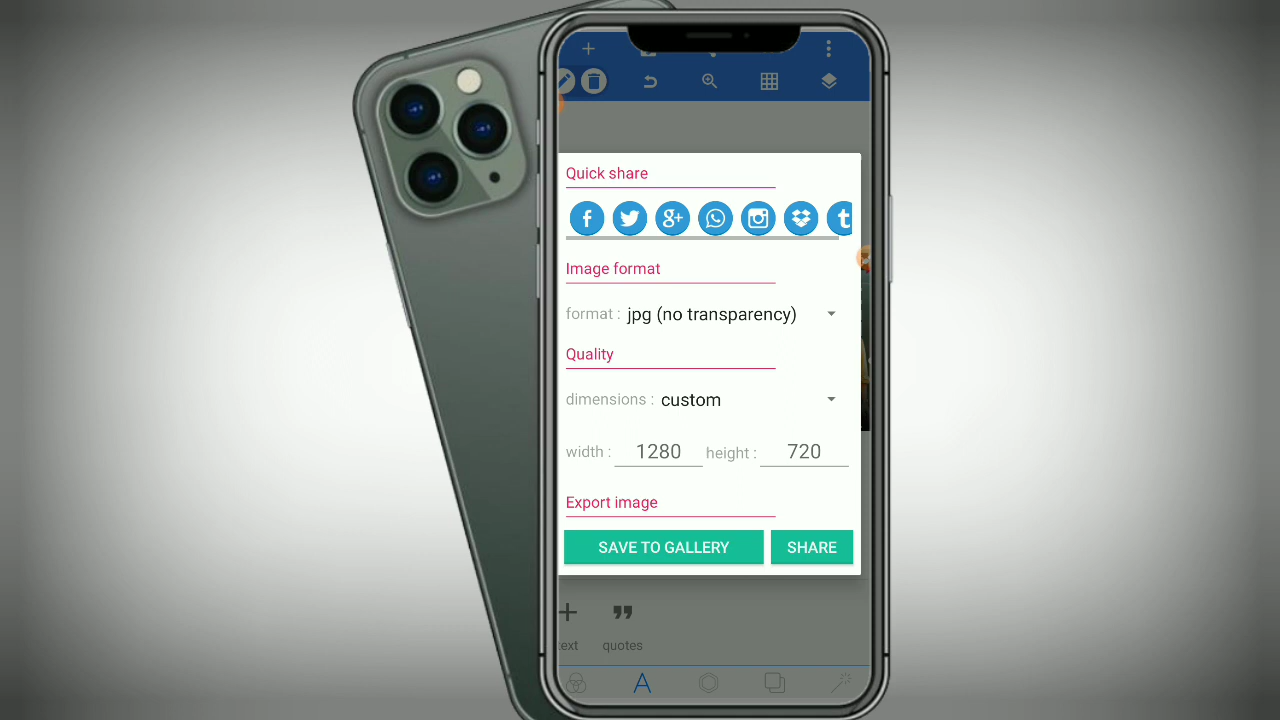 Quick share
Image format
format : jpg (no transparency)
Quality
dimensions : custom
width : 1280 height : 720
Export image
SAVE TO GALLERY SHARE
quotes